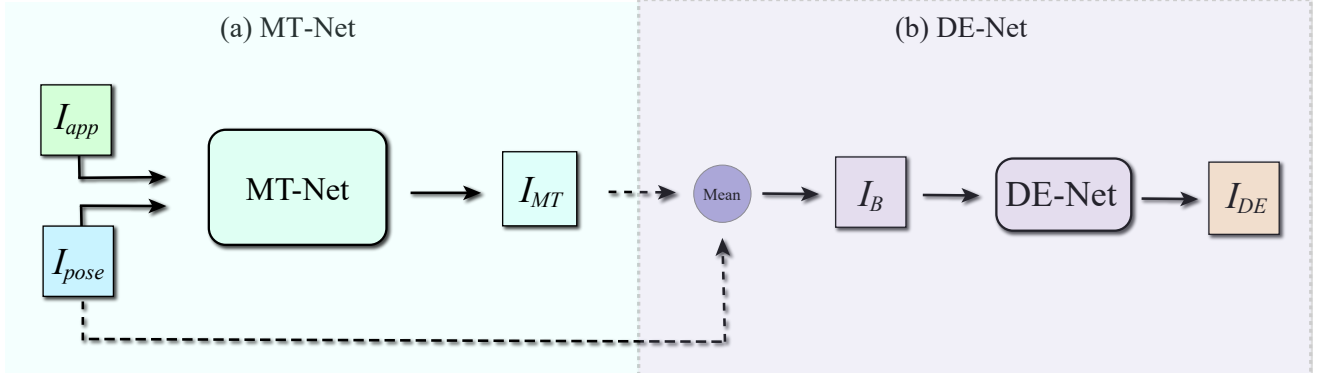 (a) MT-Net
(b) DE-Net
I_app
I_pose
MT-Net
I_MT
Mean
I_B
DE-Net
I_DE